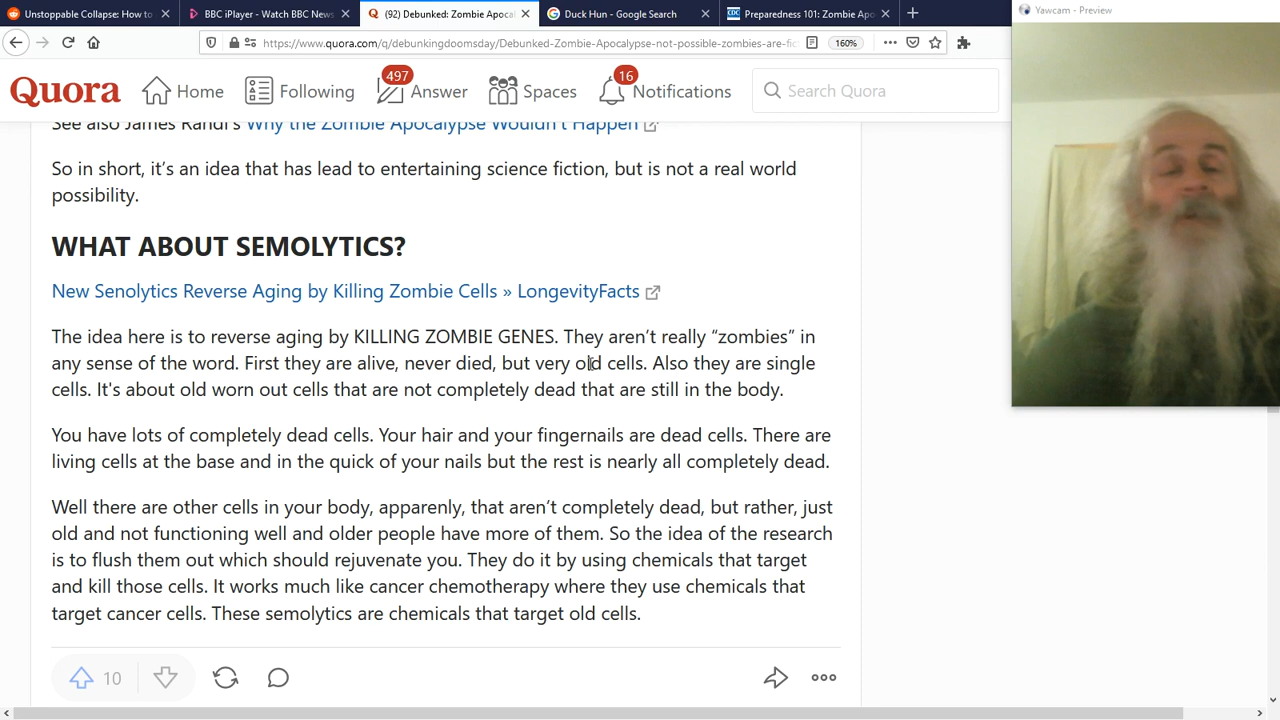 Unstoppable Collapse: How to
BBC iPlayer - Watch BBC News
(92) Debunked: Zombie Apocal
Duck Hun - Google Search
CDC Preparedness 101: Zombie Apo
Yawcam - Preview
https://www.quora.com/q/debunkingdoomsday/Debunked-Zombie-Apocalypse-not-possible-zombies-are-fic
160%
Quora
Home
Following
497
Answer
Spaces
16
Notifications
Search Quora
See also James Randi's Why the Zombie Apocalypse Wouldn't Happen
So in short, it's an idea that has lead to entertaining science fiction, but is not a real world
possibility.
WHAT ABOUT SEMOLYTICS?
New Senolytics Reverse Aging by Killing Zombie Cells » LongevityFacts
The idea here is to reverse aging by KILLING ZOMBIE GENES. They aren't really “zombies” in
any sense of the word. First they are alive, never died, but very old cells. Also they are single
cells. It's about old worn out cells that are not completely dead that are still in the body.
You have lots of completely dead cells. Your hair and your fingernails are dead cells. There are
living cells at the base and in the quick of your nails but the rest is nearly all completely dead.
Well there are other cells in your body, apparenly, that aren't completely dead, but rather, just
old and not functioning well and older people have more of them. So the idea of the research
is to flush them out which should rejuvenate you. They do it by using chemicals that target
and kill those cells. It works much like cancer chemotherapy where they use chemicals that
target cancer cells. These semolytics are chemicals that target old cells.
10